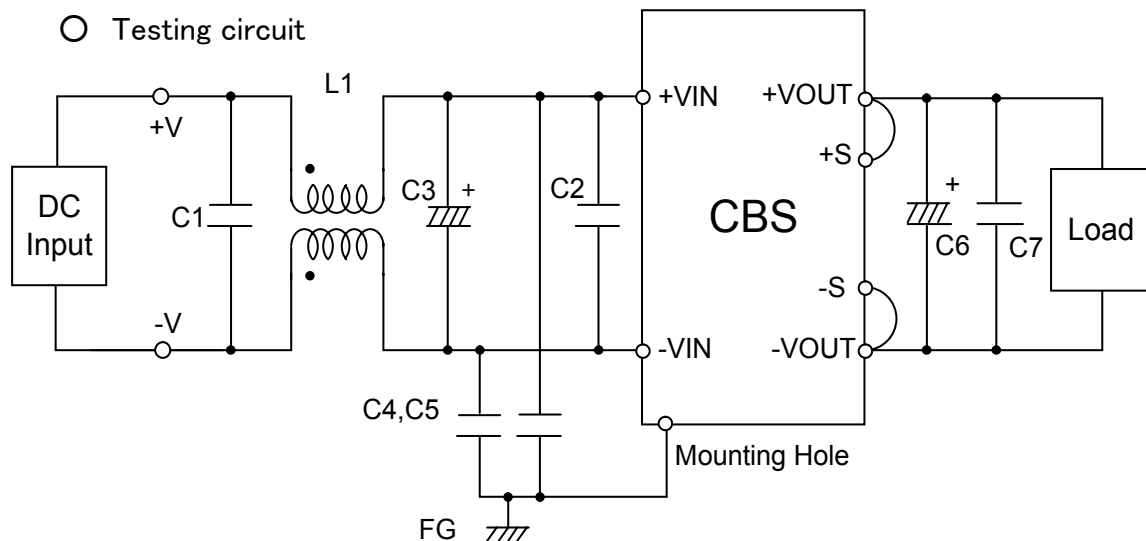 Testing circuit
L1
+V
DC
Input
-V
C1
C3
+
C2
C4,C5
+VIN
-VIN
CBS
+VOUT
+S
-S
-VOUT
Mounting Hole
FG
+
C6
C7
Load